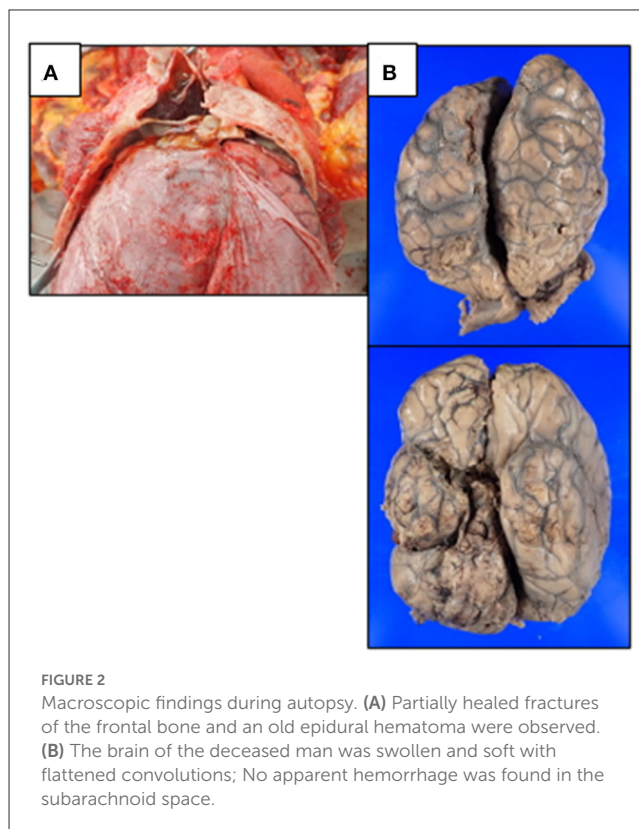 A
B
FIGURE 2
Macroscopic findings during autopsy. (A) Partially healed fractures
of the frontal bone and an old epidural hematoma were observed.
(B) The brain of the deceased man was swollen and soft with
flattened convolutions; No apparent hemorrhage was found in the
subarachnoid space.